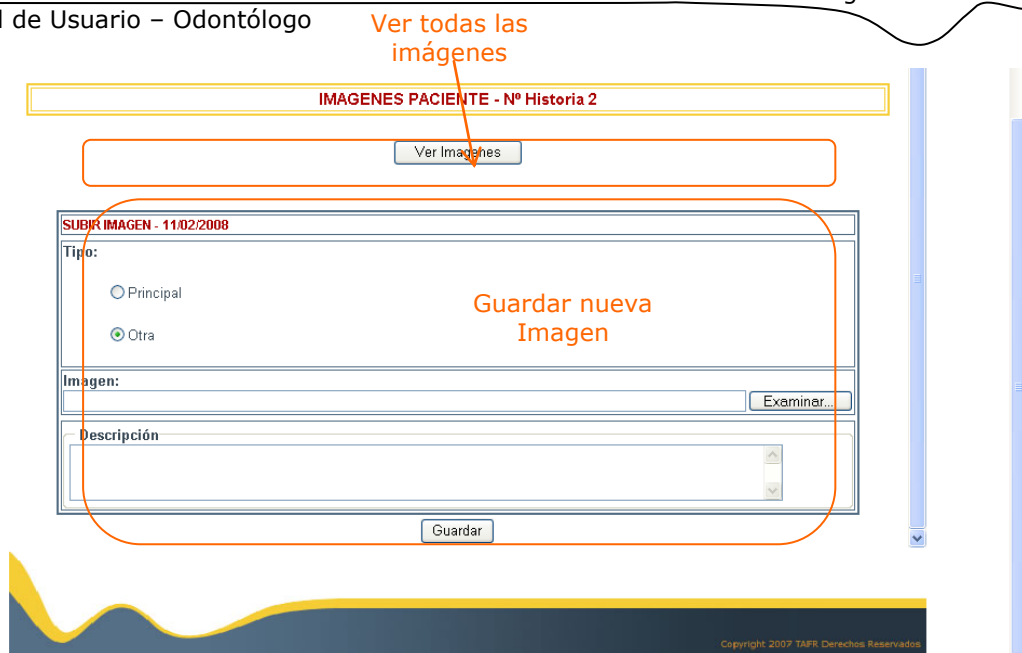 l de Usuario – Odontólogo
Ver todas las
imágenes
IMAGENES PACIENTE - Nº Historia 2
Ver Imagenes
SUBIR IMAGEN - 11/02/2008
Tipo:
Principal
Otra
Guardar nueva
Imagen
Imagen:
Examinar...
Descripción
Guardar
Copyright 2007 TAFR Derechos Reservados